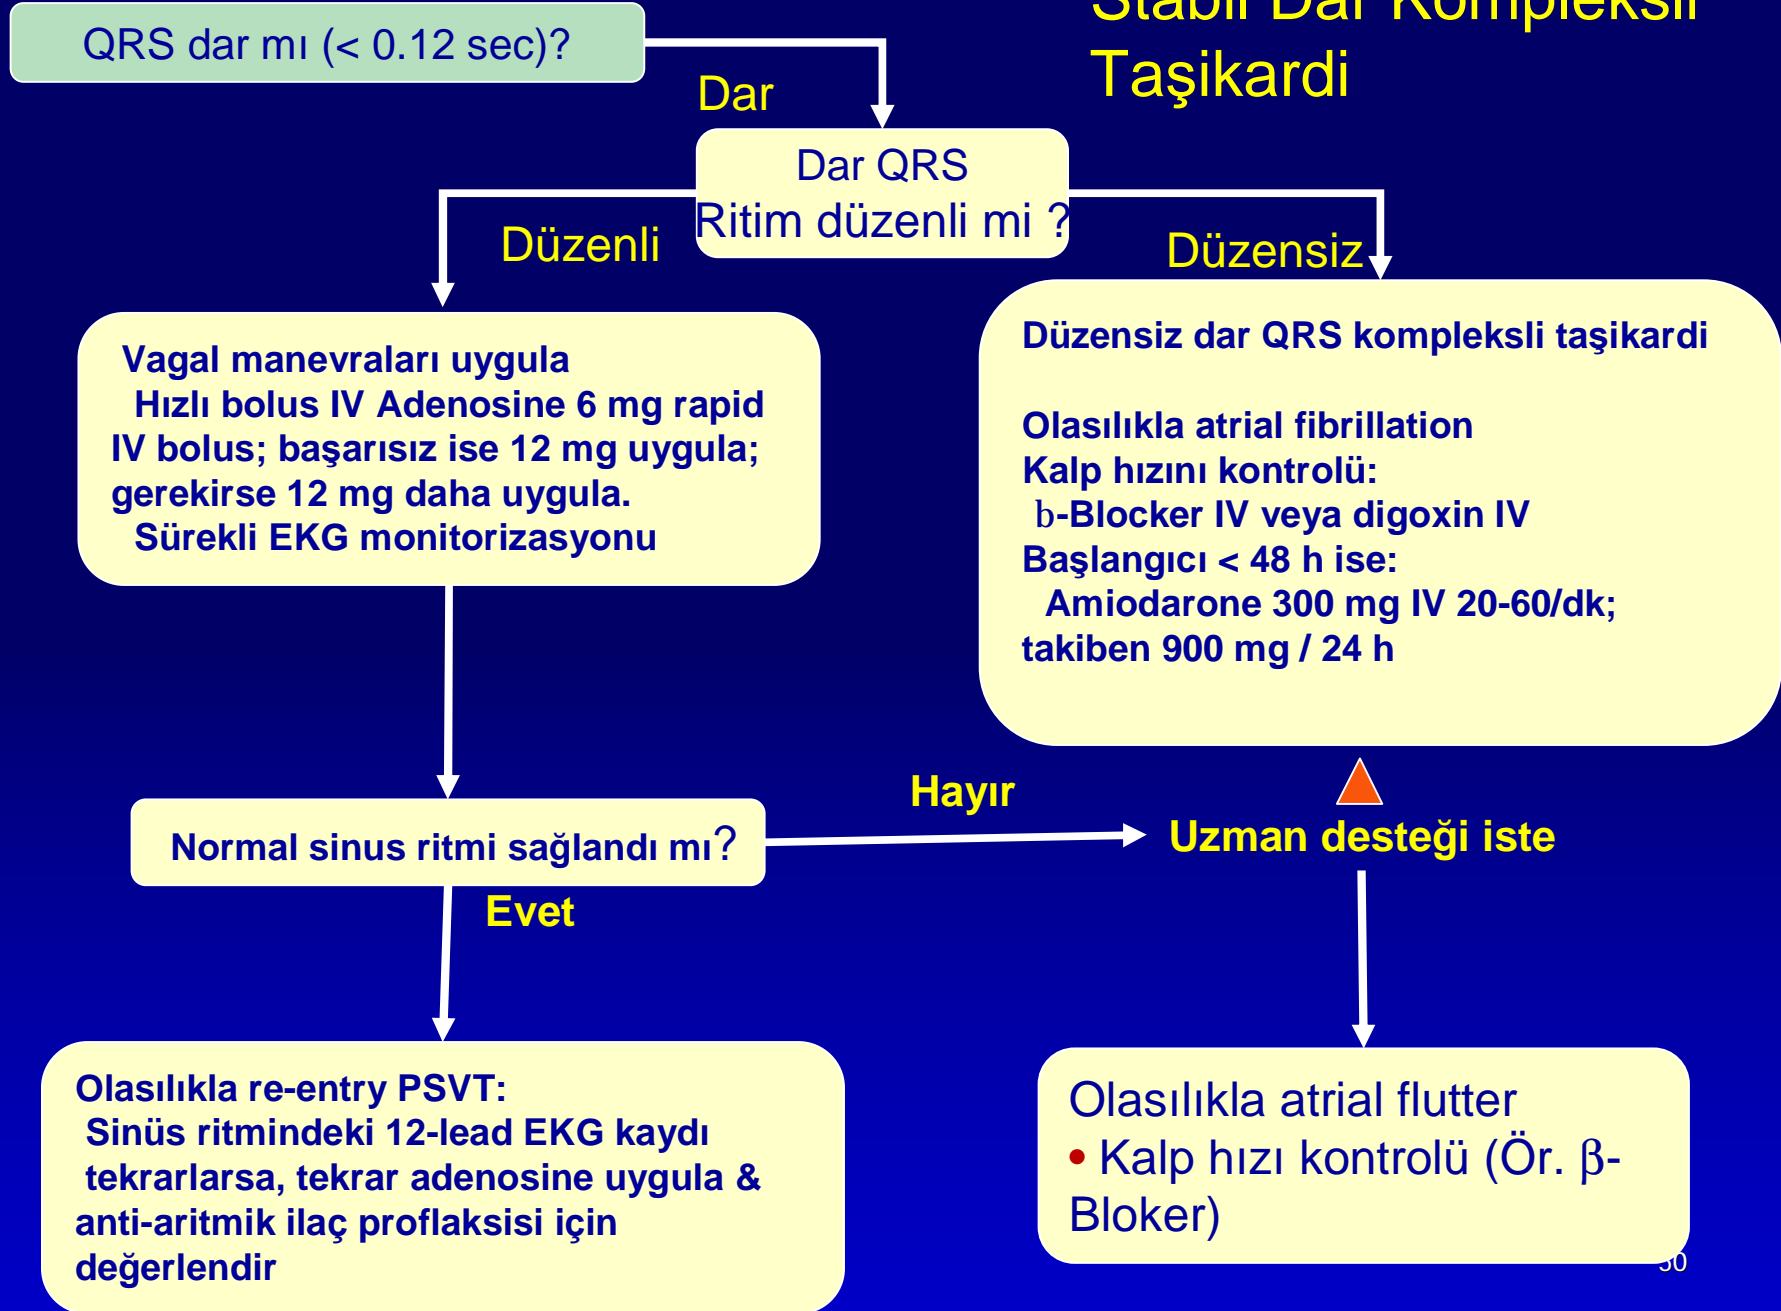 Stabil Dar Kompleksli
Taşikardi
QRS dar mı (< 0.12 sec)?
Dar
Dar QRS
Ritim düzenli mi ?
Düzenli
Düzensiz
Vagal manevraları uygula
Hızlı bolus IV Adenosine 6 mg rapid
IV bolus; başarısız ise 12 mg uygula;
gerekirse 12 mg daha uygula.
Sürekli EKG monitorizasyonu
Düzensiz dar QRS kompleksli taşikardi
Olasılıkla atrial fibrillation
Kalp hızını kontrolü:
b-Blocker IV veya digoxin IV
Başlangıcı < 48 h ise:
Amiodarone 300 mg IV 20-60/dk;
takiben 900 mg / 24 h
Normal sinus ritmi sağlandı mı?
Hayır
Uzman desteği iste
Evet
Olasılıkla re-entry PSVT:
Sinüs ritmindeki 12-lead EKG kaydı
tekrarlarsa, tekrar adenosine uygula &
anti-aritmik ilaç proflaksisi için
değerlendir
Olasılıkla atrial flutter
• Kalp hızı kontrolü (Ör. β-
Bloker)
50